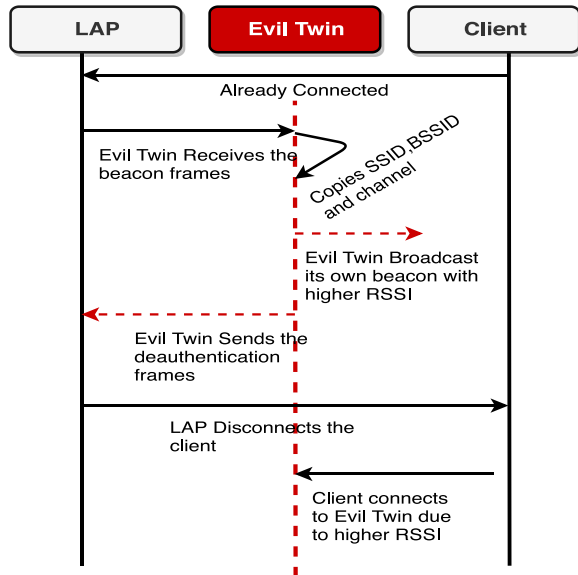 LAP
Evil Twin
Client
Already Connected
Evil Twin Receives the
beacon frames
Copies SSID,BSSID
and channel
Evil Twin Broadcast
its own beacon with
higher RSSI
Evil Twin Sends the
deauthentication
frames
LAP Disconnects the
client
Client connects
to Evil Twin due
to higher RSSI